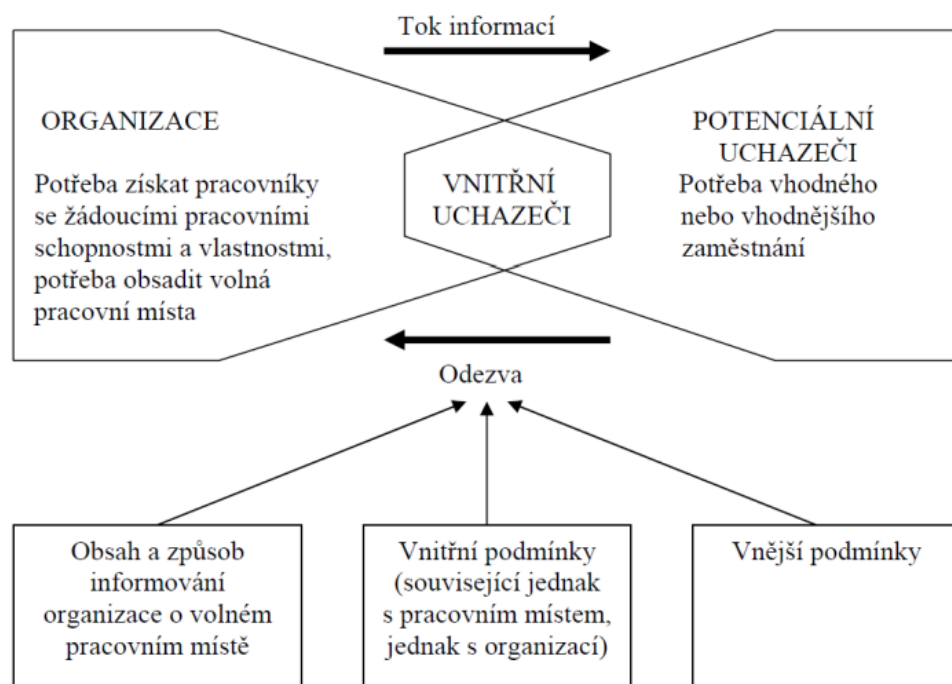 Tok informací
ORGANIZACE
Potřeba získat pracovníky
se žádoucími pracovními
schopnostmi a vlastnostmi,
potřeba obsadit volná
pracovní místa
VNITŘNÍ
UCHAZEČI
POTENCIÁLNÍ
UCHAZEČI
Potřeba vhodného
nebo vhodnějšího
zaměstnání
Odezva
Obsah a způsob
informování
organizace o volném
pracovním místě
Vnitřní podmínky
(související jednak
s pracovním místem,
jednak s organizací)
Vnější podmínky